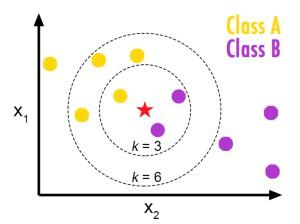 Class A
Class B
x1
k = 3
k = 6
x2